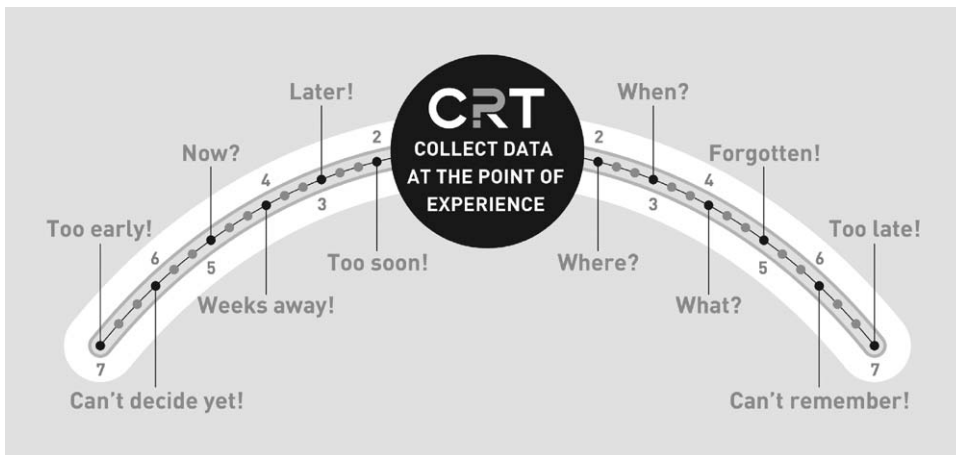 Later!
When?
CRT
2
2
COLLECT DATA
Now?
Forgotten!
AT THE POINT OF
4
4
EXPERIENCE
3
3
Too early!
Too late!
6
6
Too soon!
Where?
5
5
Weeks away!
What?
7
7
Can't decide yet!
Can't remember!